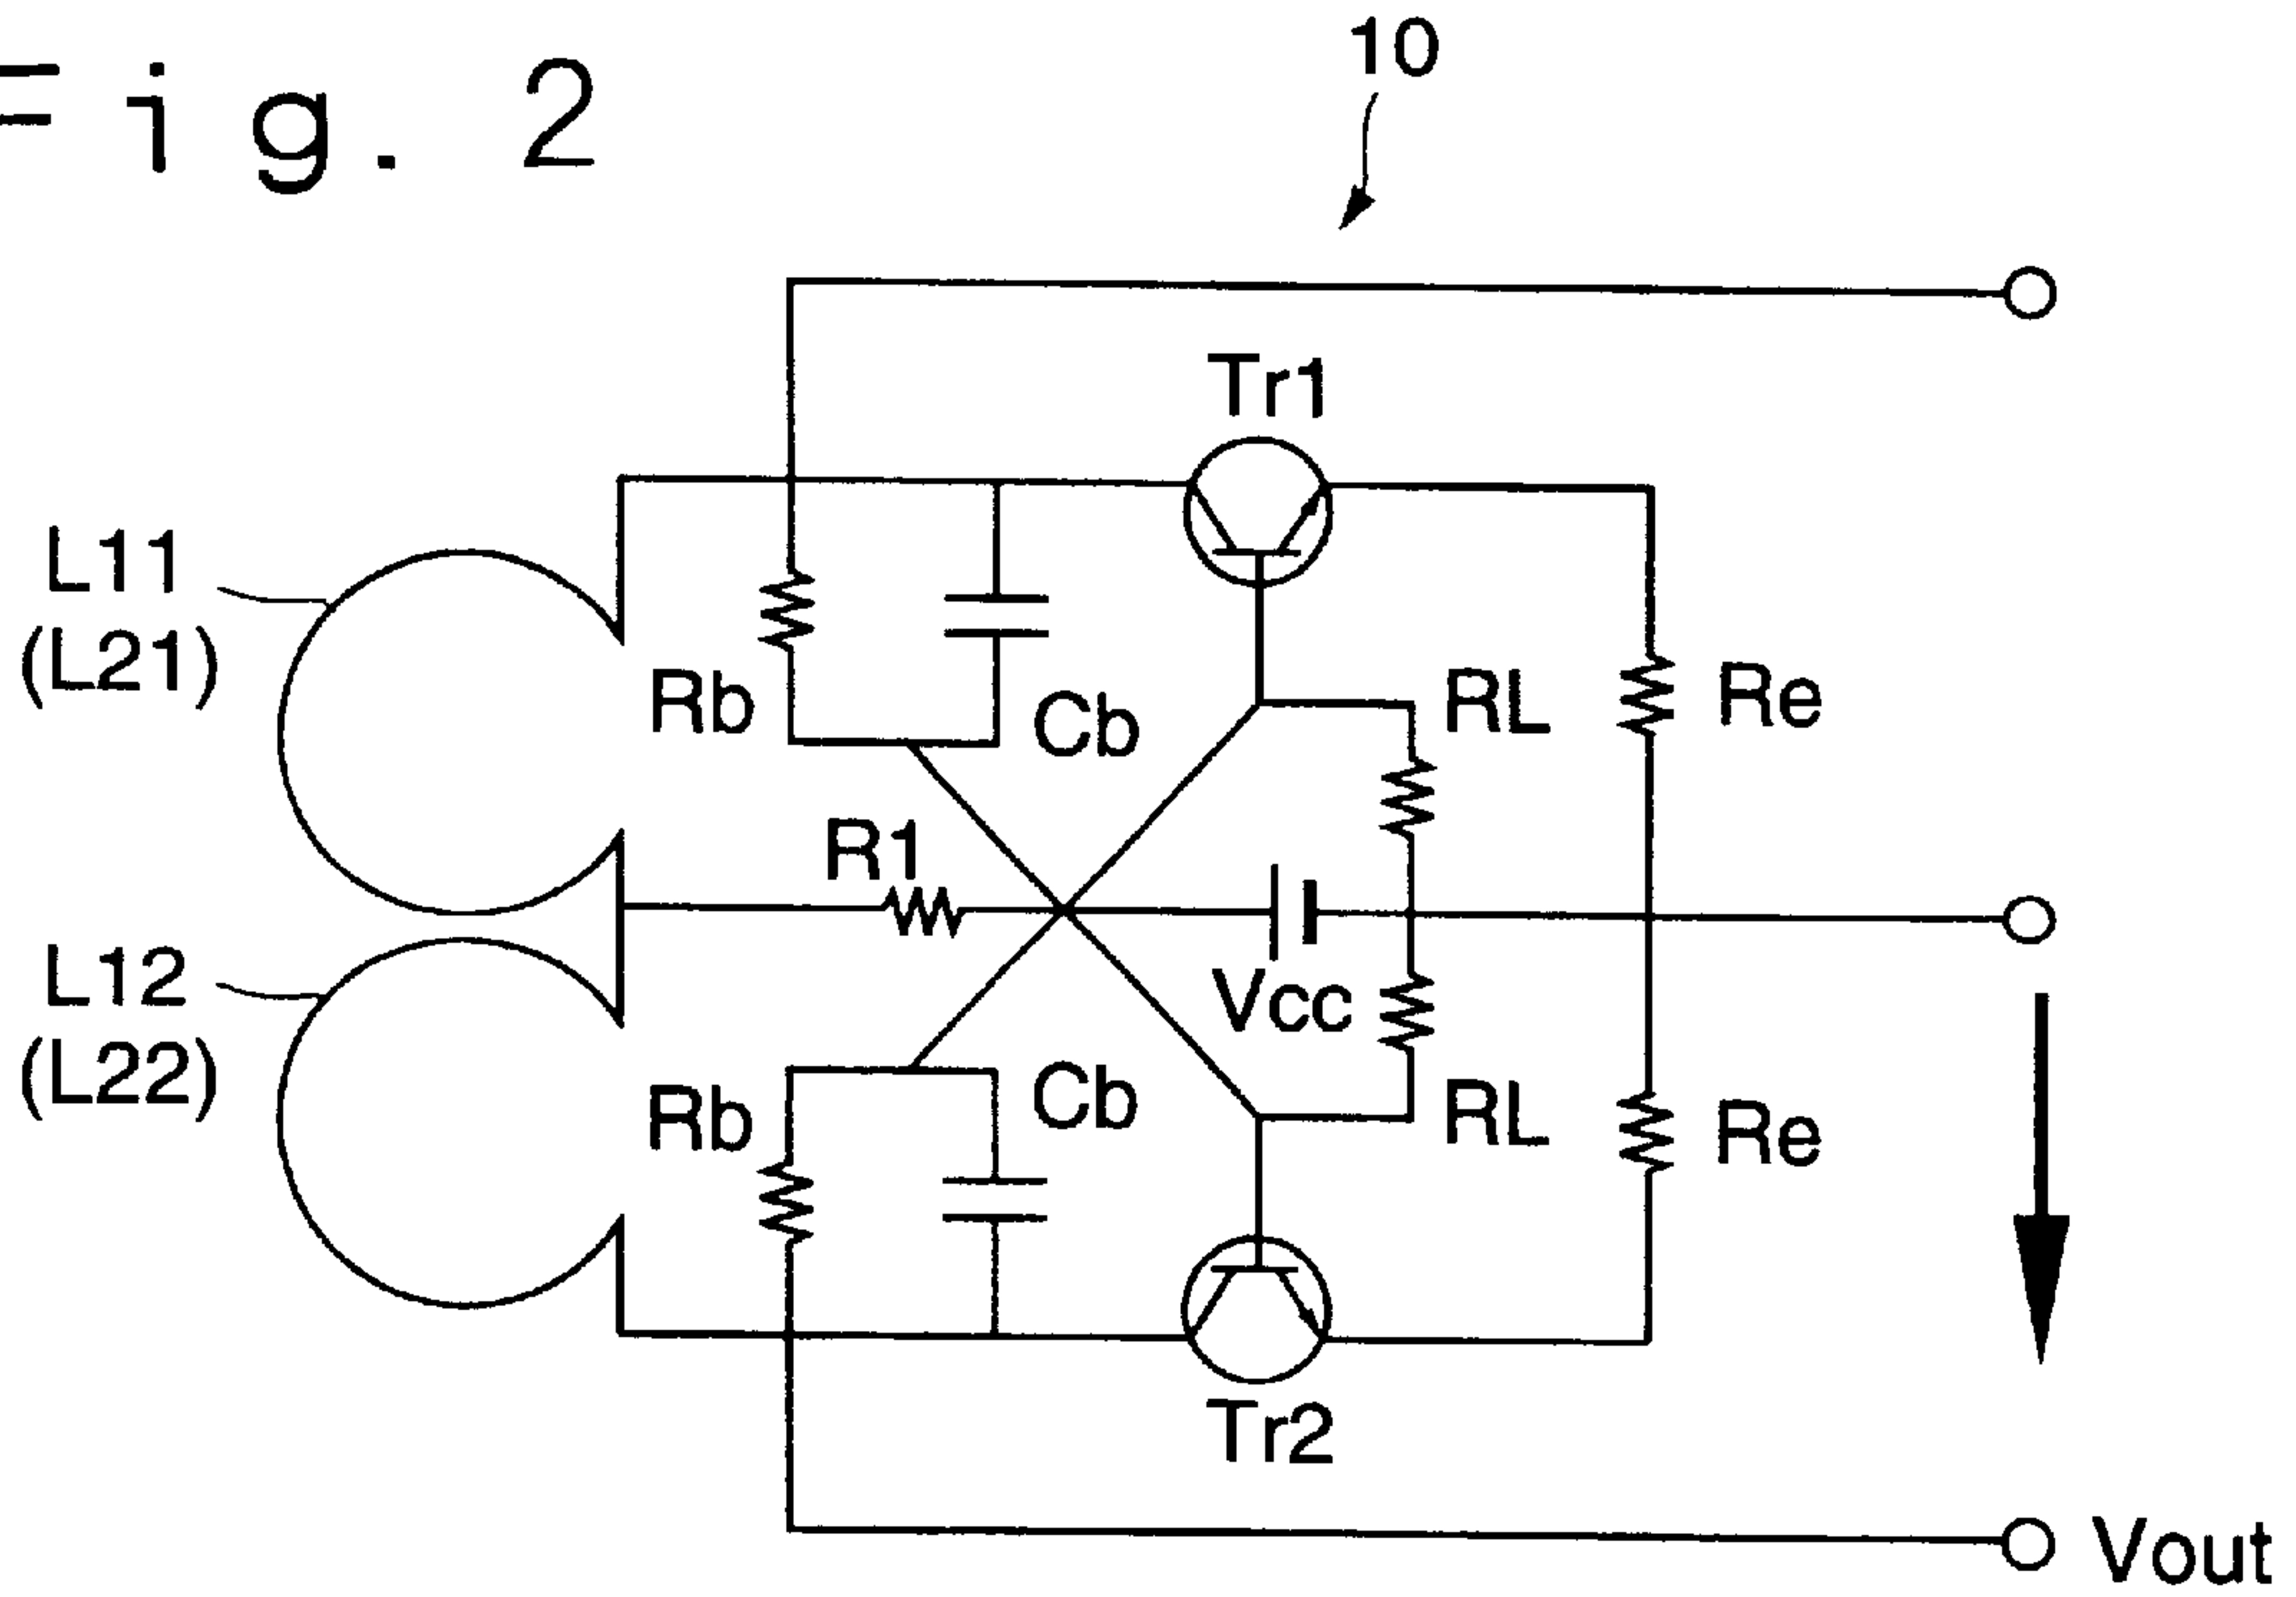 Fig. 2
10
Tr1
L11
(L21)
Rb
Cb
RL
Re
R1
L12
(L22)
Vcc
Rb
Cb
RL
Re
Tr2
Vout